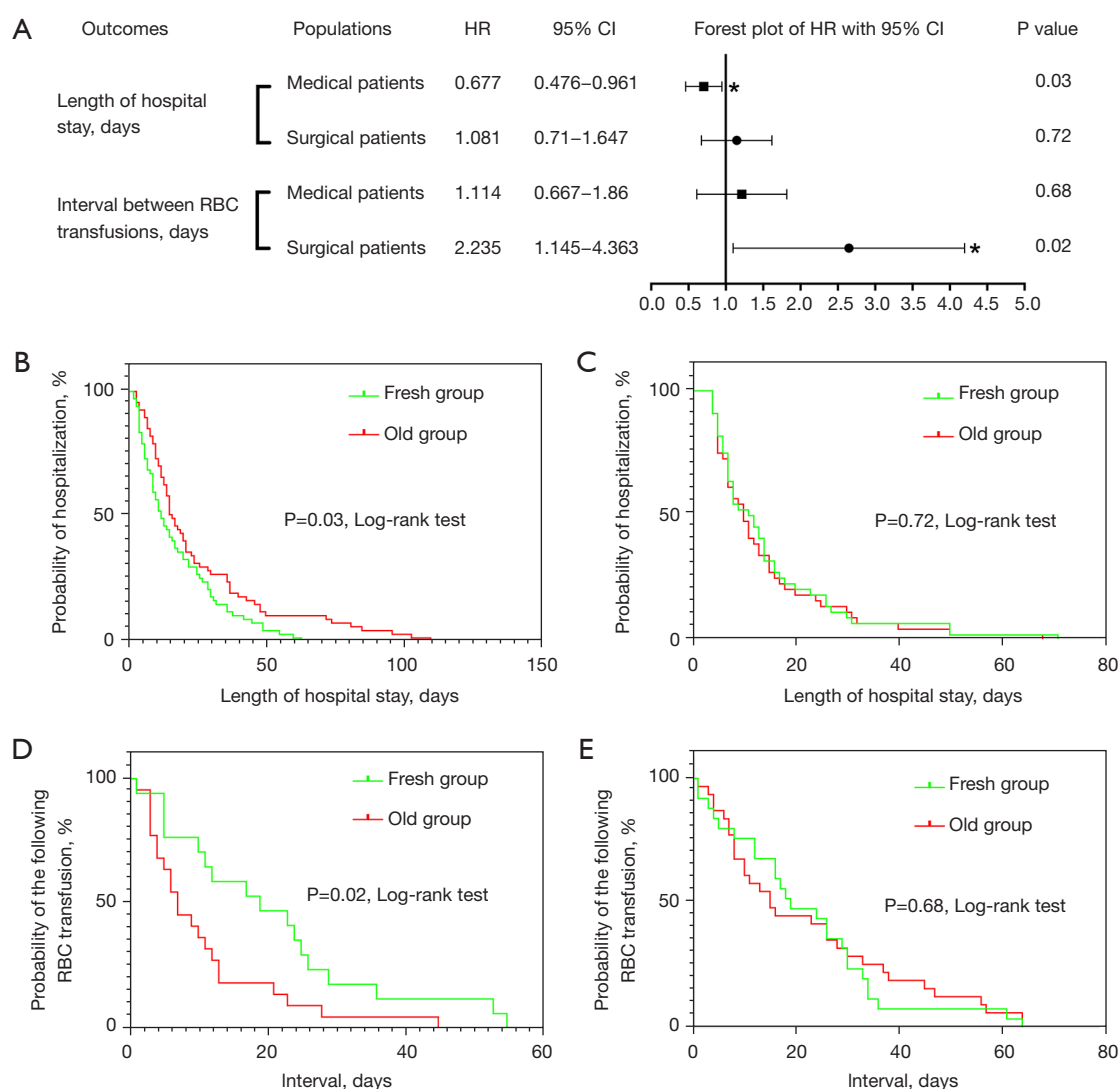 A
Outcomes Populations HR 95% CI Forest plot of HR with 95% CI P value
Length of hospital
stay, days
Medical patients 0.677 0.476–0.961 * 0.03
Surgical patients 1.081 0.71–1.647 0.72
Interval between RBC
transfusions, days
Medical patients 1.114 0.667–1.86 0.68
Surgical patients 2.235 1.145–4.363 * 0.02
0.0 0.5 1.0 1.5 2.0 2.5 3.0 3.5 4.0 4.5 5.0
B
Probability of hospitalization, %
100
50
0
Fresh group
Old group
P=0.03, Log-rank test
0 50 100 150
Length of hospital stay, days
C
Probability of hospitalization, %
100
50
0
Fresh group
Old group
P=0.72, Log-rank test
0 20 40 60 80
Length of hospital stay, days
D
Probability of the following
RBC transfusion, %
100
50
0
Fresh group
Old group
P=0.02, Log-rank test
0 20 40 60
Interval, days
E
Probability of the following
RBC transfusion, %
100
50
0
Fresh group
Old group
P=0.68, Log-rank test
0 20 40 60 80
Interval, days